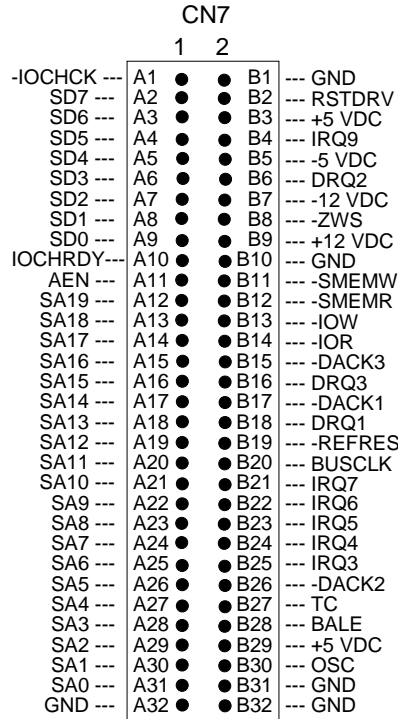 CN7
1 2
-IOCHCK --- A1 B1 --- GND
SD7 --- A2 B2 --- RSTDRV
SD6 --- A3 B3 --- +5 VDC
SD5 --- A4 B4 --- IRQ9
SD4 --- A5 B5 --- -5 VDC
SD3 --- A6 B6 --- DRQ2
SD2 --- A7 B7 --- -12 VDC
SD1 --- A8 B8 --- -ZWS
SD0 --- A9 B9 --- +12 VDC
IOCHRDY--- A10 B10 --- GND
AEN --- A11 B11 --- -SMEMW
SA19 --- A12 B12 --- -SMEMR
SA18 --- A13 B13 --- -IOW
SA17 --- A14 B14 --- -IOR
SA16 --- A15 B15 --- -DACK3
SA15 --- A16 B16 --- DRQ3
SA14 --- A17 B17 --- -DACK1
SA13 --- A18 B18 --- DRQ1
SA12 --- A19 B19 --- -REFRES
SA11 --- A20 B20 --- BUSCLK
SA10 --- A21 B21 --- IRQ7
SA9 --- A22 B22 --- IRQ6
SA8 --- A23 B23 --- IRQ5
SA7 --- A24 B24 --- IRQ4
SA6 --- A25 B25 --- IRQ3
SA5 --- A26 B26 --- -DACK2
SA4 --- A27 B27 --- TC
SA3 --- A28 B28 --- BALE
SA2 --- A29 B29 --- +5 VDC
SA1 --- A30 B30 --- OSC
SA0 --- A31 B31 --- GND
GND --- A32 B32 --- GND